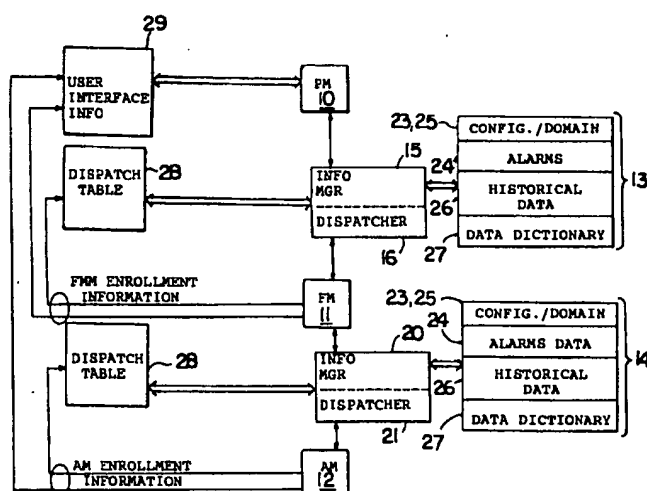 29
USER
INTERFACE
INFO
PM
10
DISPATCH
TABLE
28
INFO
MGR
15
DISPATCHER
16
23,25
CONFIG./DOMAIN
24
ALARMS
HISTORICAL
DATA
26
27
DATA DICTIONARY
13
FMM ENROLLMENT
INFORMATION
FM
11
DISPATCH
TABLE
28
INFO
MGR
20
DISPATCHER
21
23,25
CONFIG./DOMAIN
24
ALARMS DATA
HISTORICAL
DATA
26
27
DATA DICTIONARY
14
AM ENROLLMENT
INFORMATION
AM
12